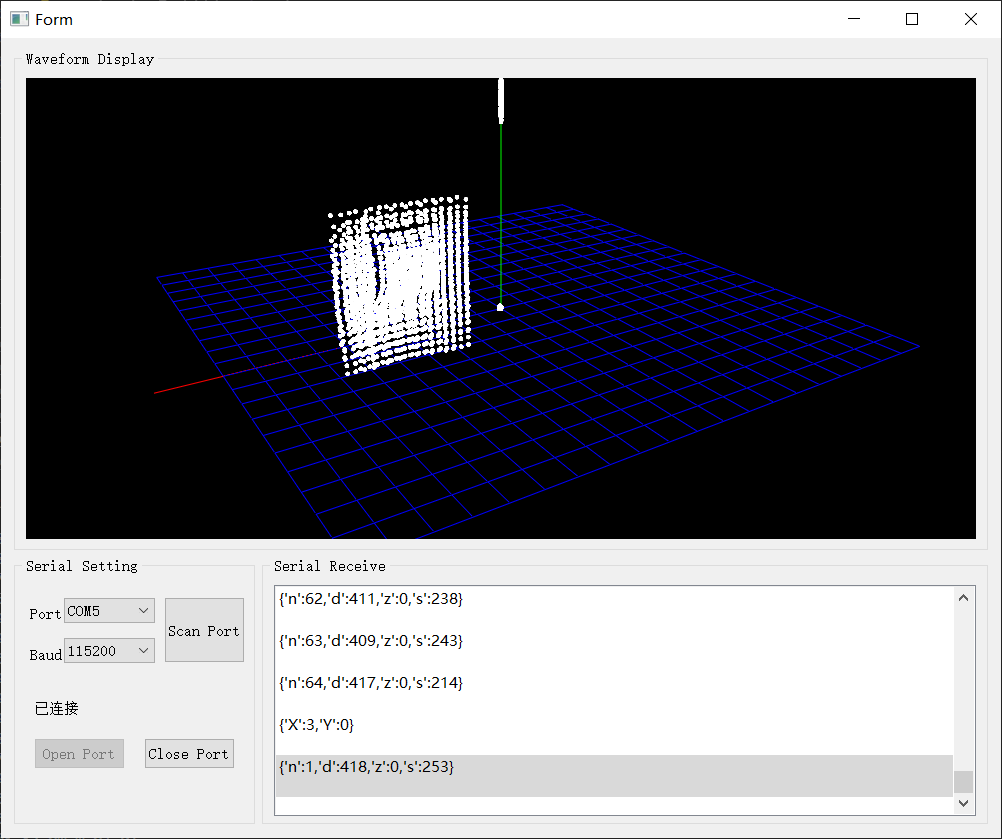 Form
Waveform Display
Serial Setting
Port COM5
Scan Port
Baud 115200
已连接
Open Port
Close Port
Serial Receive
{'n':62,'d':411,'z':0,'s':238}
{'n':63,'d':409,'z':0,'s':243}
{'n':64,'d':417,'z':0,'s':214}
{'X':3,'Y':0}
{'n':1,'d':418,'z':0,'s':253}